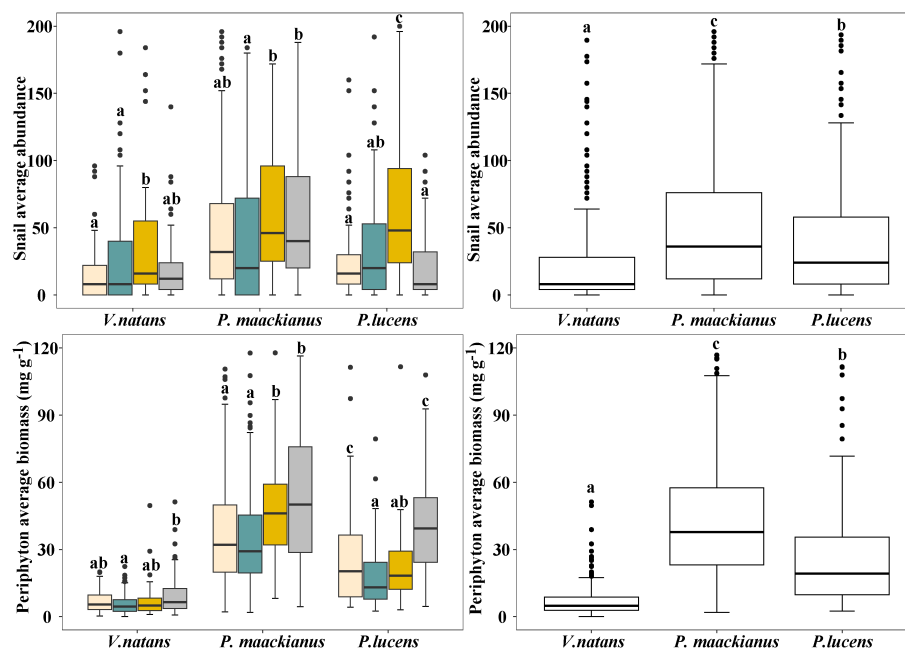 Snail average abundance
200
150
100
50
0
a
a
b
ab
ab
a
b
b
a
ab
c
a
V.natans
P. maackianus
P.lucens
Snail average abundance
200
150
100
50
0
a
c
b
V.natans
P. maackianus
P.lucens
Periphyton average biomass (mg g-1)
120
90
60
30
0
ab
a
ab
b
a
a
b
b
c
a
ab
c
V.natans
P. maackianus
P.lucens
Periphyton average biomass (mg g-1)
120
90
60
30
0
a
c
b
V.natans
P. maackianus
P.lucens